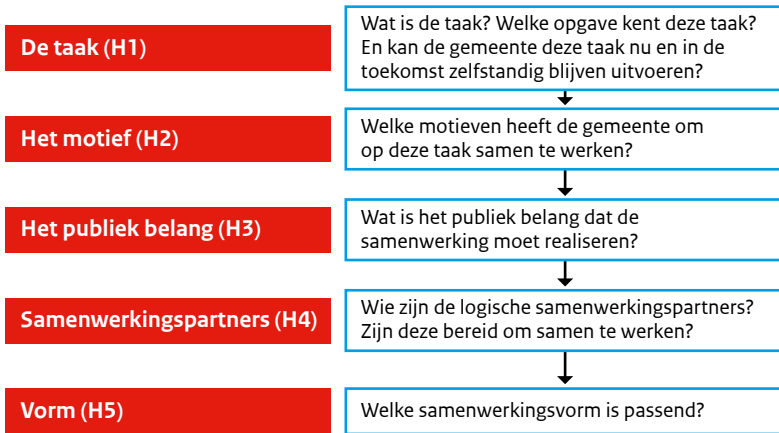 De taak (H1)
Wat is de taak? Welke opgave kent deze taak?
En kan de gemeente deze taak nu en in de
toekomst zelfstandig blijven uitvoeren?
Het motief (H2)
Welke motieven heeft de gemeente om
op deze taak samen te werken?
Het publiek belang (H3)
Wat is het publiek belang dat de
samenwerking moet realiseren?
Samenwerkingspartners (H4)
Wie zijn de logische samenwerkingspartners?
Zijn deze bereid om samen te werken?
Vorm (H5)
Welke samenwerkingsvorm is passend?